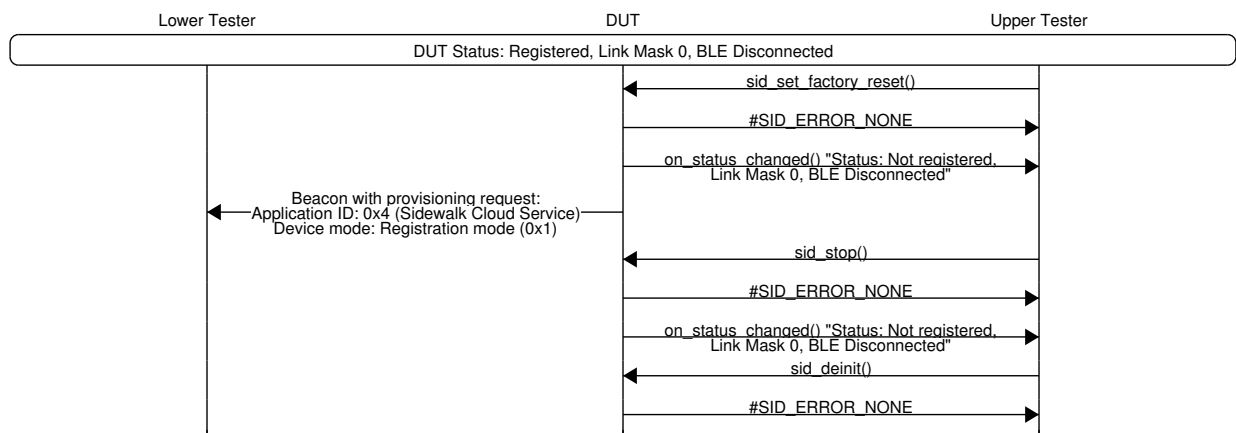 Lower Tester DUT Upper Tester
DUT Status: Registered, Link Mask 0, BLE Disconnected
sid_set_factory_reset()
#SID_ERROR_NONE
on_status_changed() "Status: Not registered,
Link Mask 0, BLE Disconnected"
Beacon with provisioning request:
Application ID: 0x4 (Sidewalk Cloud Service)
Device mode: Registration mode (0x1)
sid_stop()
#SID_ERROR_NONE
on_status_changed() "Status: Not registered,
Link Mask 0, BLE Disconnected"
sid_deinit()
#SID_ERROR_NONE